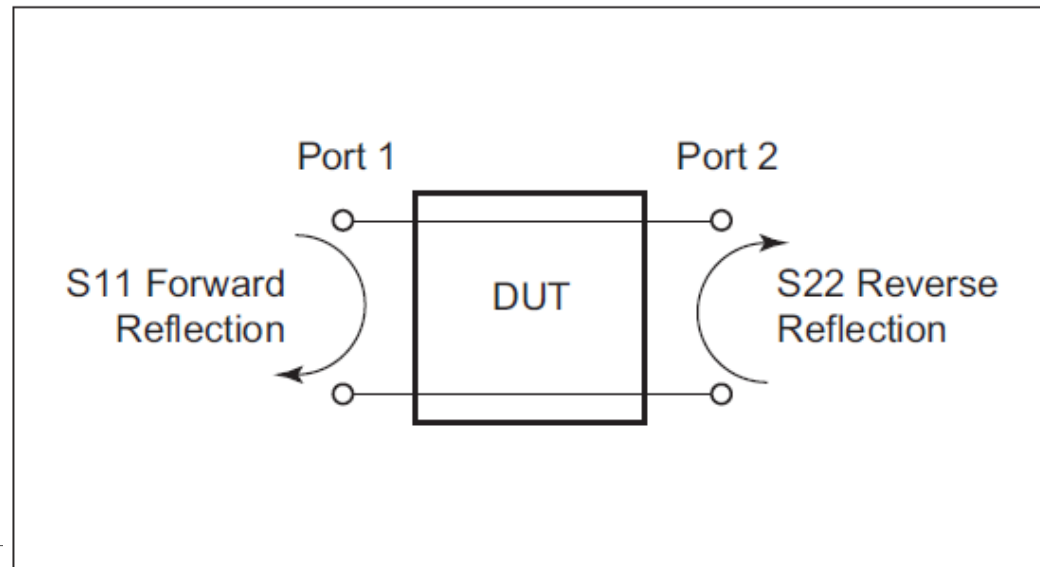 Port 1
Port 2
S11 Forward
Reflection
DUT
S22 Reverse
Reflection